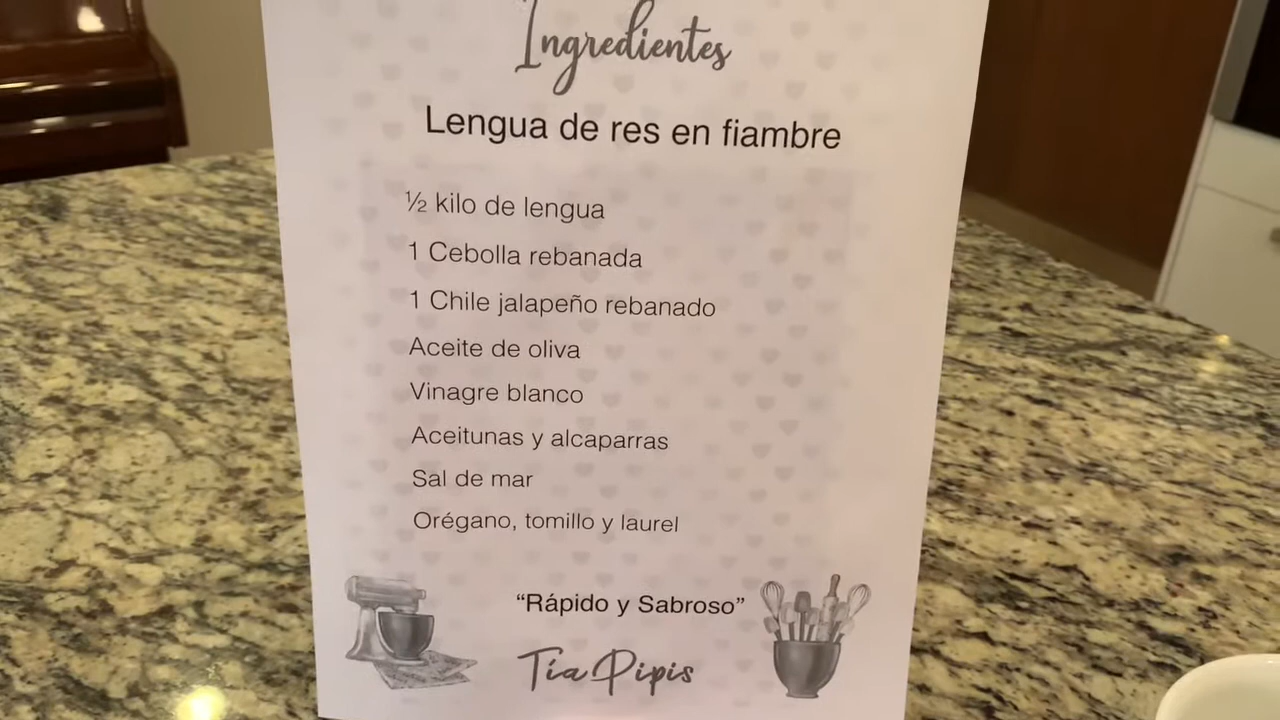 Ingredientes
Lengua de res en fiambre
½ kilo de lengua
1 Cebolla rebanada
1 Chile jalapeño rebanado
Aceite de oliva
Vinagre blanco
Aceitunas y alcaparras
Sal de mar
Orégano, tomillo y laurel
“Rápido y Sabroso”
Tía Pipis